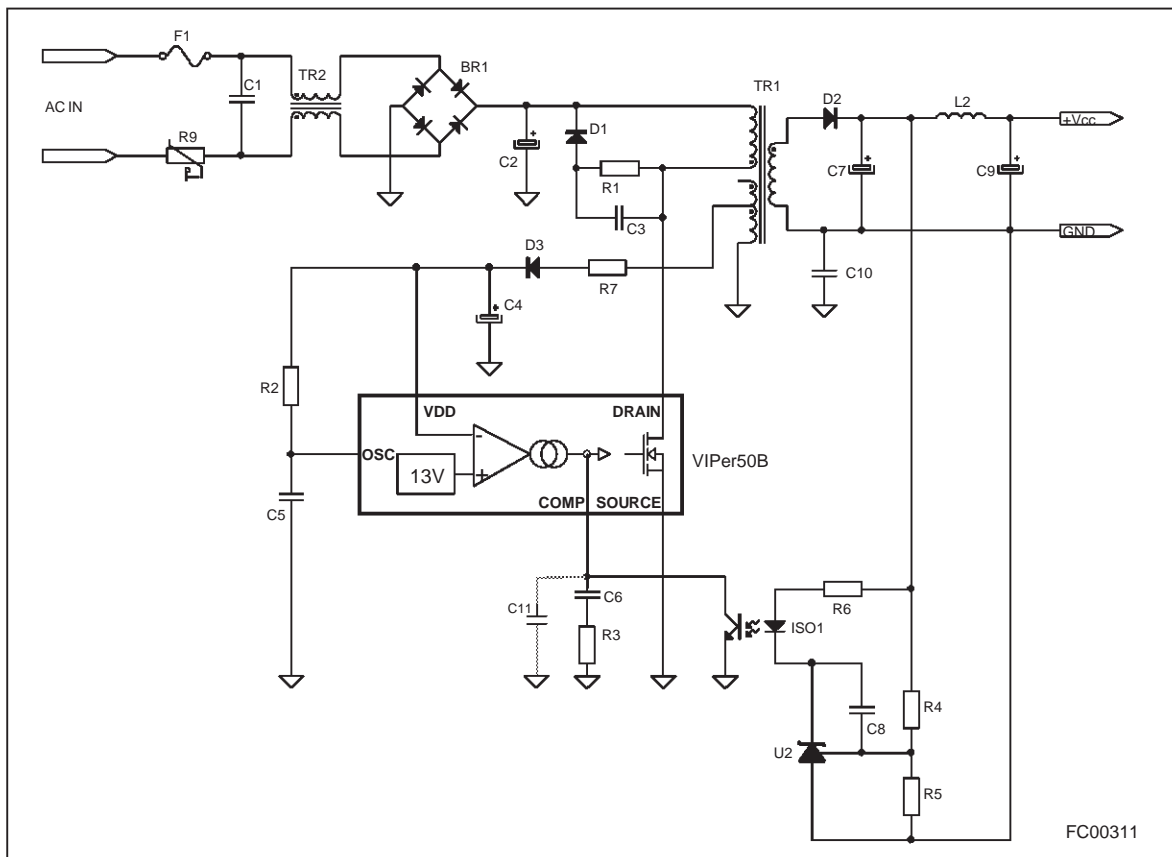 F1
TR2
BR1
TR1
D2
L2
+Vcc
C1
AC IN
R9
D1
C2
R1
C7
C9
C3
GND
D3
R7
C10
C4
R2
VDD
DRAIN
OSC
-
13V
+
VIPer50B
COMP
SOURCE
C5
C11
C6
R6
R3
ISO1
R4
C8
U2
R5
FC00311